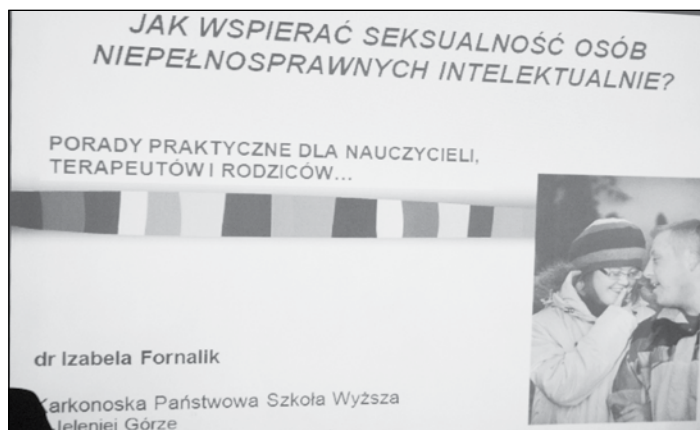 JAK WSPIERAĆ SEKSUALNOŚĆ OSÓB
NIEPEŁNOSPRAWNYCH INTELEKTUALNIE?
PORADY PRAKTYCZNE DLA NAUCZYCIELI,
TERAPEUTÓW I RODZICÓW...
dr Izabela Fornalik
Karkonoska Państwowa Szkoła Wyższa
Jeleniej Górze